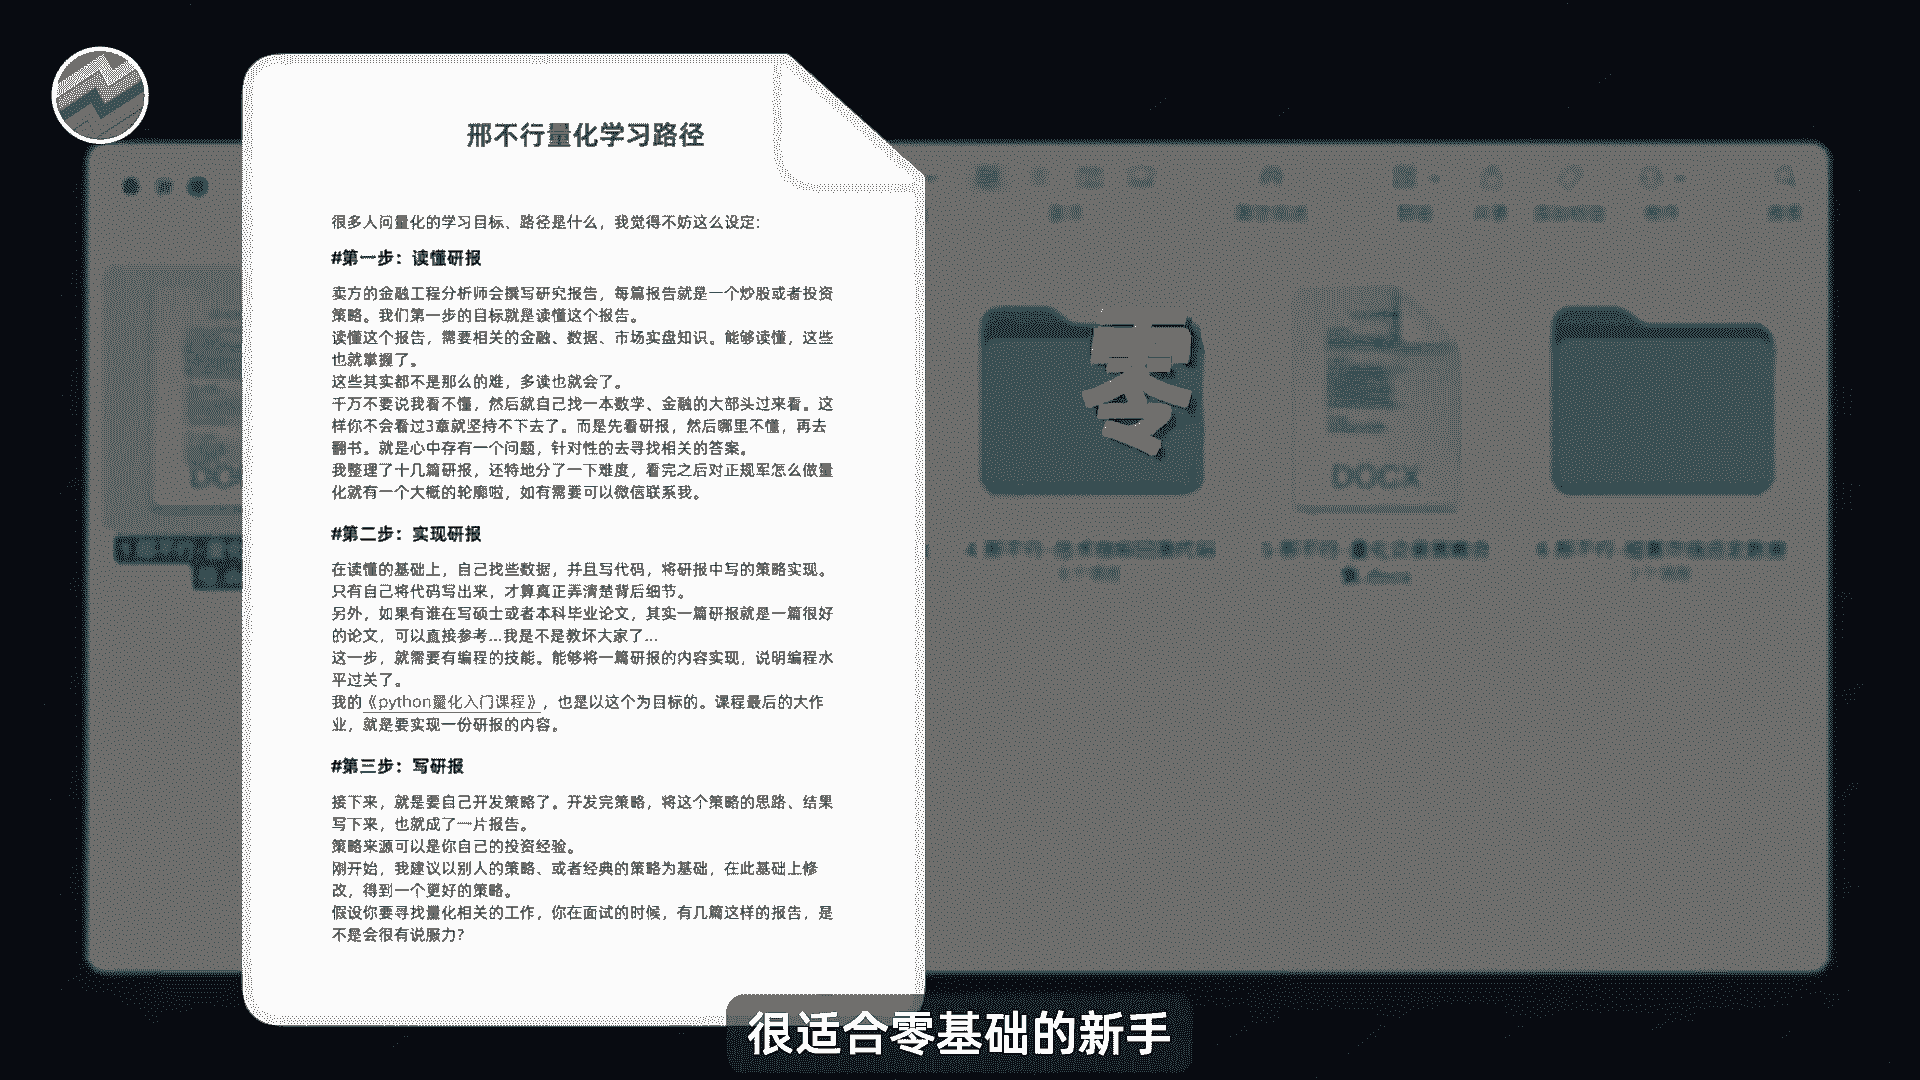 邢不行量化学习路径
很多人问量化的学习目标、路径是什么，我觉得不妨这么设定：
#第一步：读懂研报
卖方的金融工程分析师会撰写研究报告，每篇报告就是一个炒股或者投资
策略。我们第一步的目标就是读懂这个报告。
读懂这个报告，需要相关的金融、数据、市场实盘知识。能够读懂，这些
也就掌握了。
这些其实都不是那么的难，多读也就会了。
千万不要说我看不懂，然后就自己找一本数学、金融的大部头过来看。这
样你不会看过3章就坚持不下去了。而是先看研报，然后哪里不懂，再去
翻书。就是心中存有一个问题，针对性的去寻找相关的答案。
我整理了十几篇研报，还特地分了一下难度，看完之后对正规军怎么做量
化就有一个大概的轮廓啦，如有需要可以微信联系我。
#第二步：实现研报
在读懂的基础上，自己找些数据，并且写代码，将研报中写的策略实现。
只有自己将代码写出来，才算真正弄清楚背后细节。
另外，如果有谁在写硕士或者本科毕业论文，其实一篇研报就是一篇很好
的论文，可以直接参考...我是不是教坏大家了...
这一步，就需要有编程的技能。能够将一篇研报的内容实现，说明编程水
平过关了。
我的《python量化入门课程》，也是以这个为目标的。课程最后的大作
业，就是要实现一份研报的内容。
#第三步：写研报
接下来，就是要自己开发策略了。开发完策略，将这个策略的思路、结果
写下来，也就成了一片报告。
策略来源可以是你自己的投资经验。
刚开始，我建议以别人的策略、或者经典的策略为基础，在此基础上修
改，得到一个更好的策略。
假设你要寻找量化相关的工作，你在面试的时候，有几篇这样的报告，是
不是会很有说服力？
零
DOCX
很适合零基础的新手